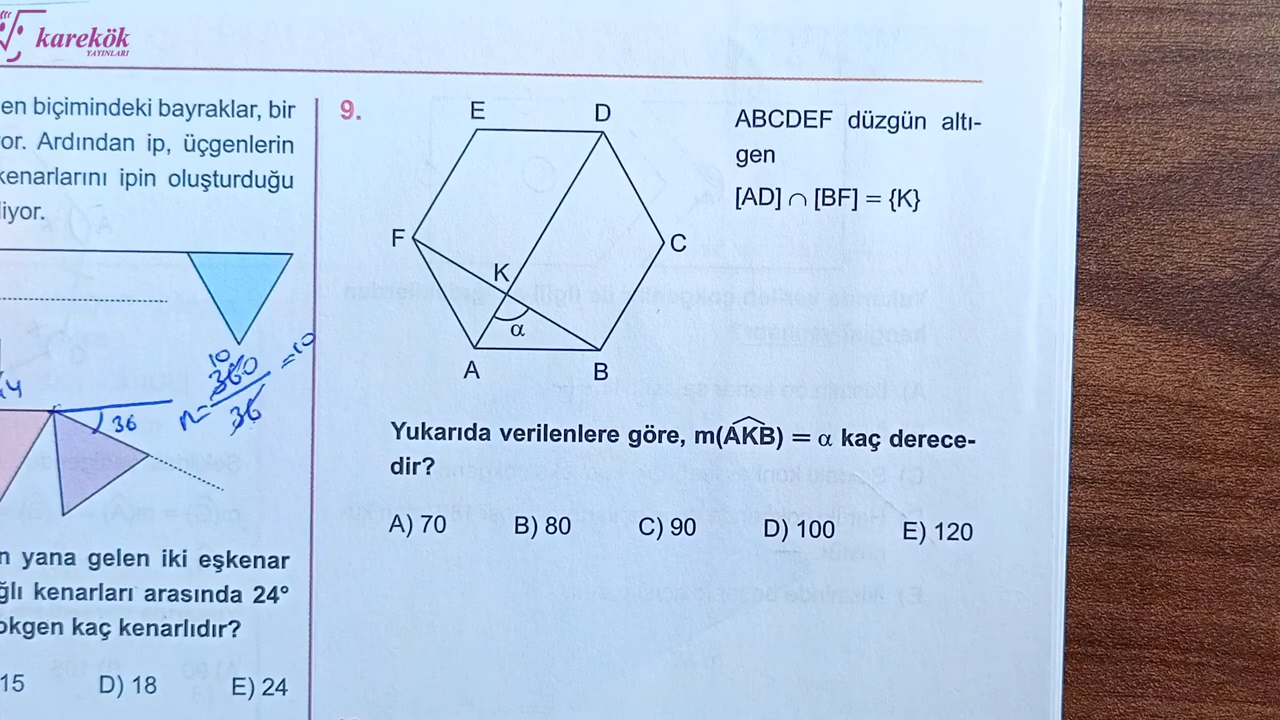 karekök
YAYINLARI
en biçimindeki bayraklar, bir
or. Ardından ip, üçgenlerin
kenarlarını ipin oluşturduğu
liyor.
10
360
n= =10
36
36
n yana gelen iki eşkenar
ğlı kenarları arasında 24°
okgen kaç kenarlıdır?
15 D) 18 E) 24
9.
E D
F C
K
α
A B
ABCDEF düzgün altı-
gen
[AD] ∩ [BF] = {K}
Yukarıda verilenlere göre, m(AKB) = α kaç derece-
dir?
A) 70 B) 80 C) 90 D) 100 E) 120